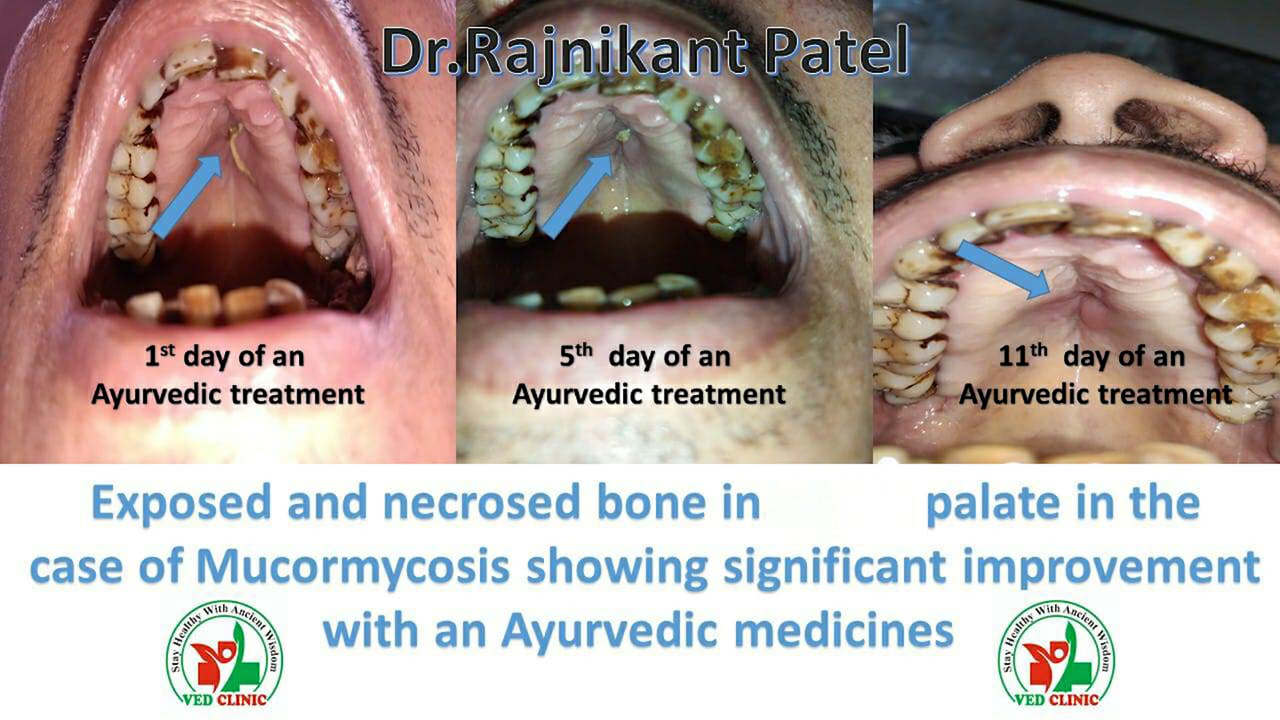 Dr.Rajnikant Patel
1st day of an
Ayurvedic treatment
5th day of an
Ayurvedic treatment
11th day of an
Ayurvedic treatment
Exposed and necrosed bone in palate in the
case of Mucormycosis showing significant improvement
with an Ayurvedic medicines
Stay Healthy With Ancient Wisdom
VED CLINIC
Stay Healthy With Ancient Wisdom
VED CLINIC